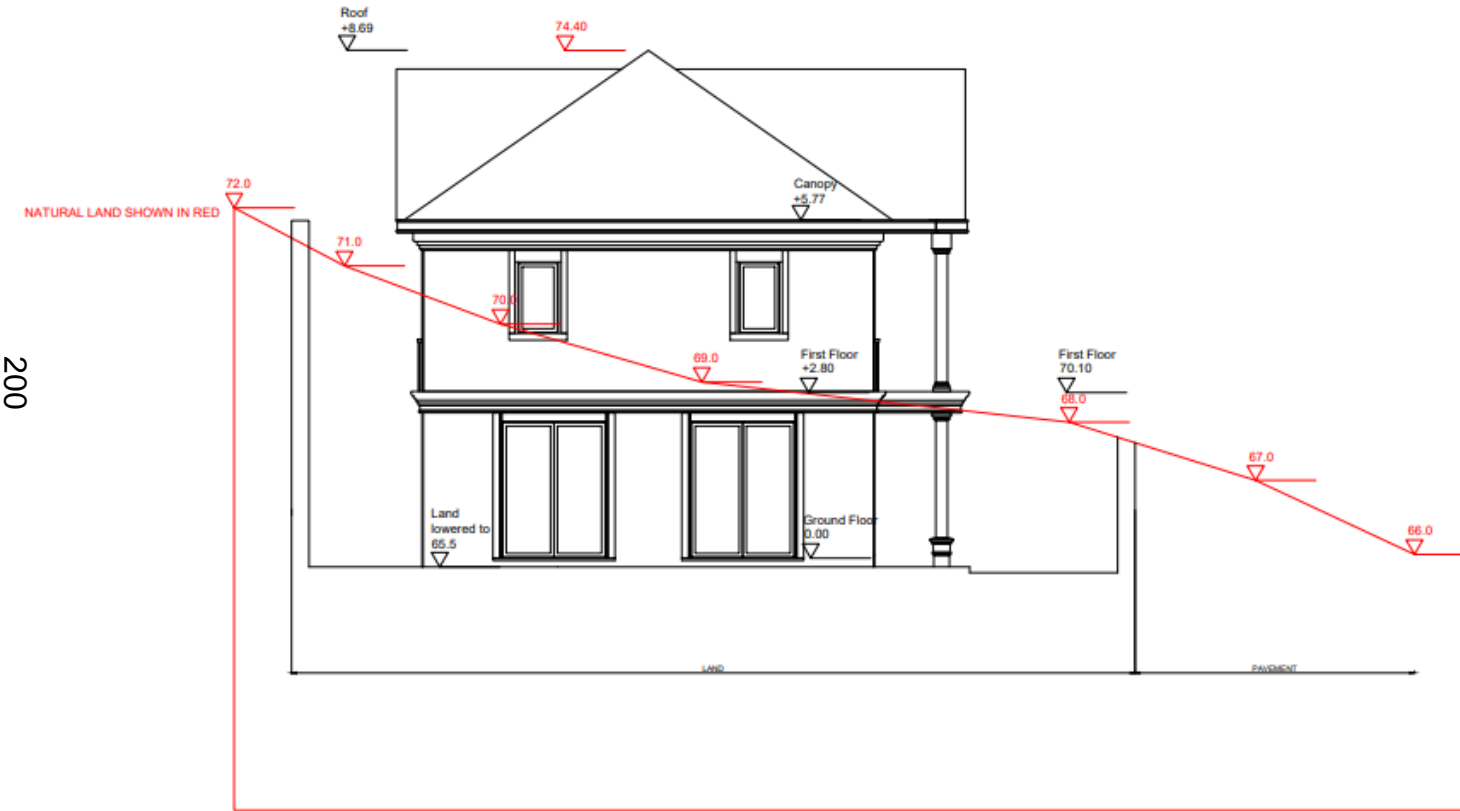 Roof
+8.69
74.40
72.0
NATURAL LAND SHOWN IN RED
Canopy
+5.77
71.0
70.0
69.0
First Floor
+2.80
First Floor
70.10
68.0
200
67.0
Land
lowered to
65.5
Ground Floor
0.00
66.0
LAND
PAVEMENT